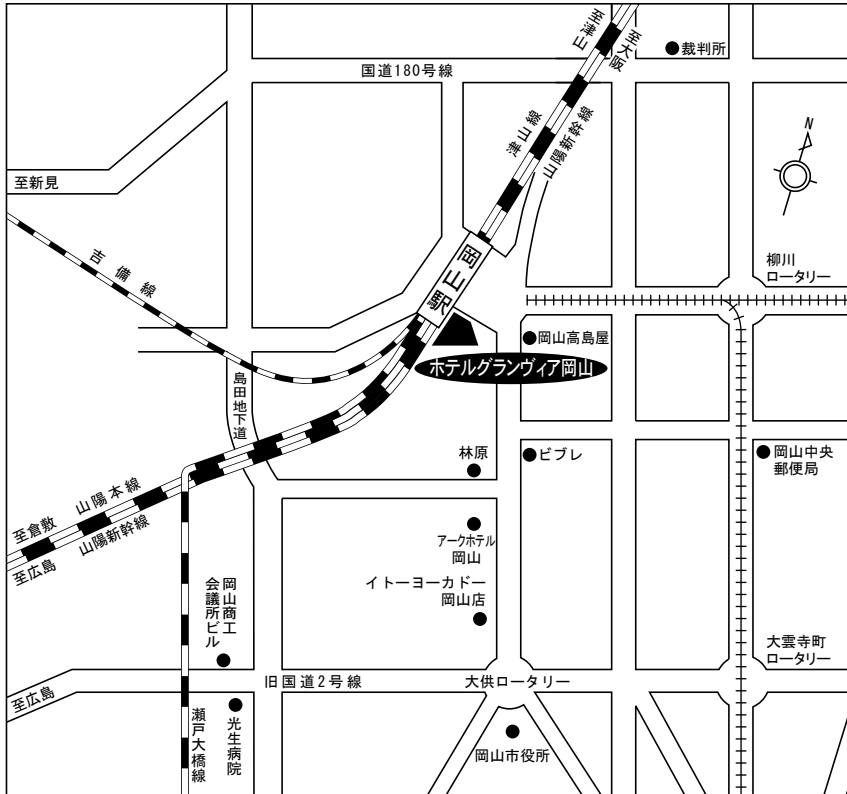 至津山
至大阪
裁判所
国道180号線
津山線
山陽新幹線
N
至新見
吉備線
岡山駅
柳川
ロータリー
岡山高島屋
ホテルグランヴィア岡山
島田地下道
林原
ビブレ
岡山中央
郵便局
至倉敷
山陽本線
至広島
山陽新幹線
アークホテル
岡山
イトーヨーカドー
岡山店
岡山商工
会議所ビル
大雲寺町
ロータリー
至広島
旧国道2号線
大供ロータリー
瀬戸大橋線
光生病院
岡山市役所